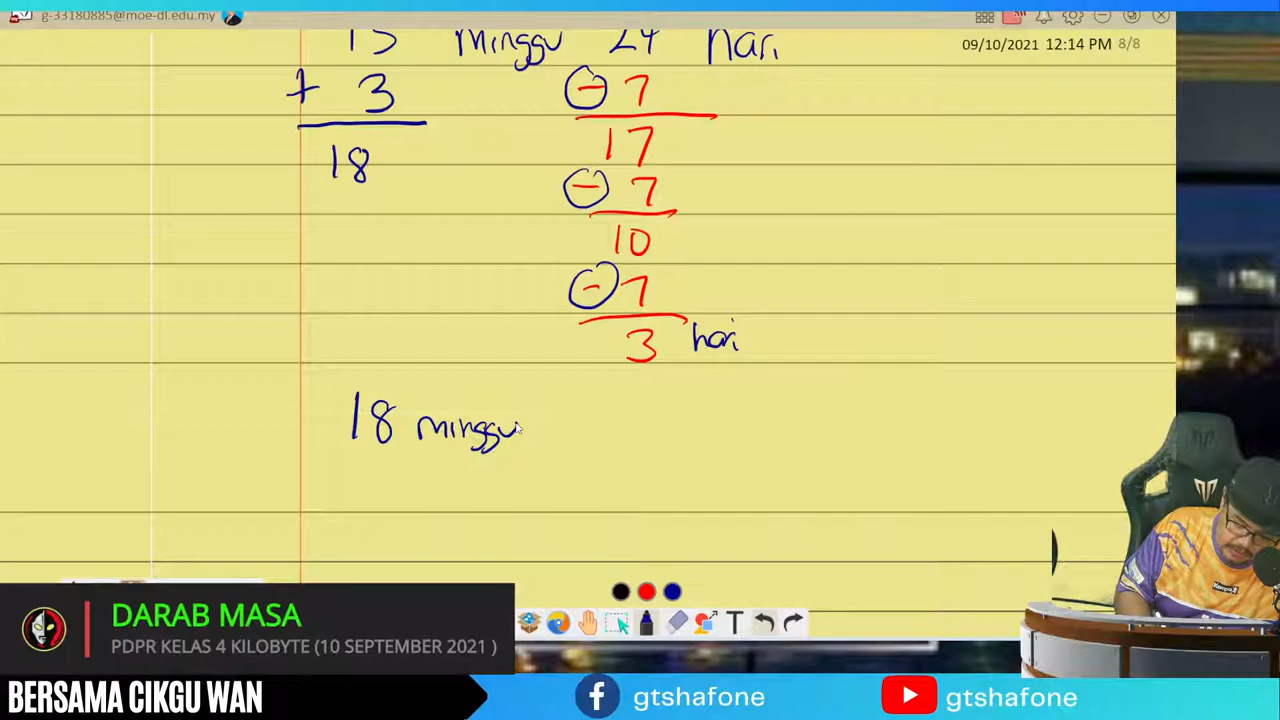 g-33180885@moe-dl.edu.my
09/10/2021 12:14 PM 8/8
15 Minggu 24 Hari
+ 3
- 7
17
18
- 7
10
- 7
3 hari
18 minggu
T
DARAB MASA
PDPR KELAS 4 KILOBYTE (10 SEPTEMBER 2021 )
BERSAMA CIKGU WAN
gtshafone
gtshafone